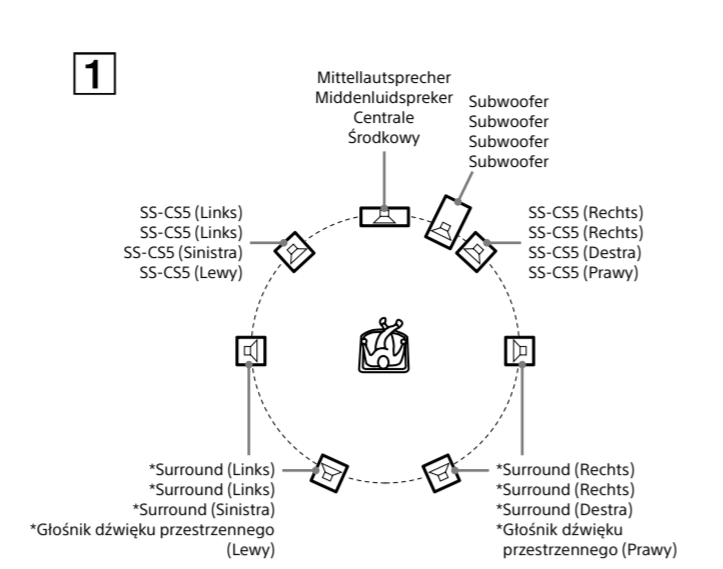 1
Mittellautsprecher
Middenluidspreker
Centrale
Środkowy
Subwoofer
Subwoofer
Subwoofer
Subwoofer
SS-CS5 (Links)
SS-CS5 (Links)
SS-CS5 (Sinistra)
SS-CS5 (Lewy)
SS-CS5 (Rechts)
SS-CS5 (Rechts)
SS-CS5 (Destra)
SS-CS5 (Prawy)
*Surround (Links)
*Surround (Links)
*Surround (Sinistra)
*Głośnik dźwięku przestrzennego
(Lewy)
*Surround (Rechts)
*Surround (Rechts)
*Surround (Destra)
*Głośnik dźwięku
przestrzennego (Prawy)